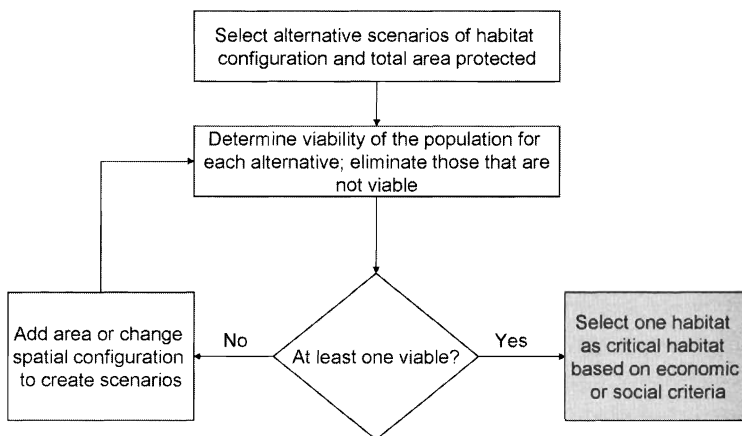 Select alternative scenarios of habitat
configuration and total area protected
Determine viability of the population for
each alternative; eliminate those that are
not viable
Add area or change
spatial configuration
to create scenarios
No
At least one viable?
Yes
Select one habitat
as critical habitat
based on economic
or social criteria